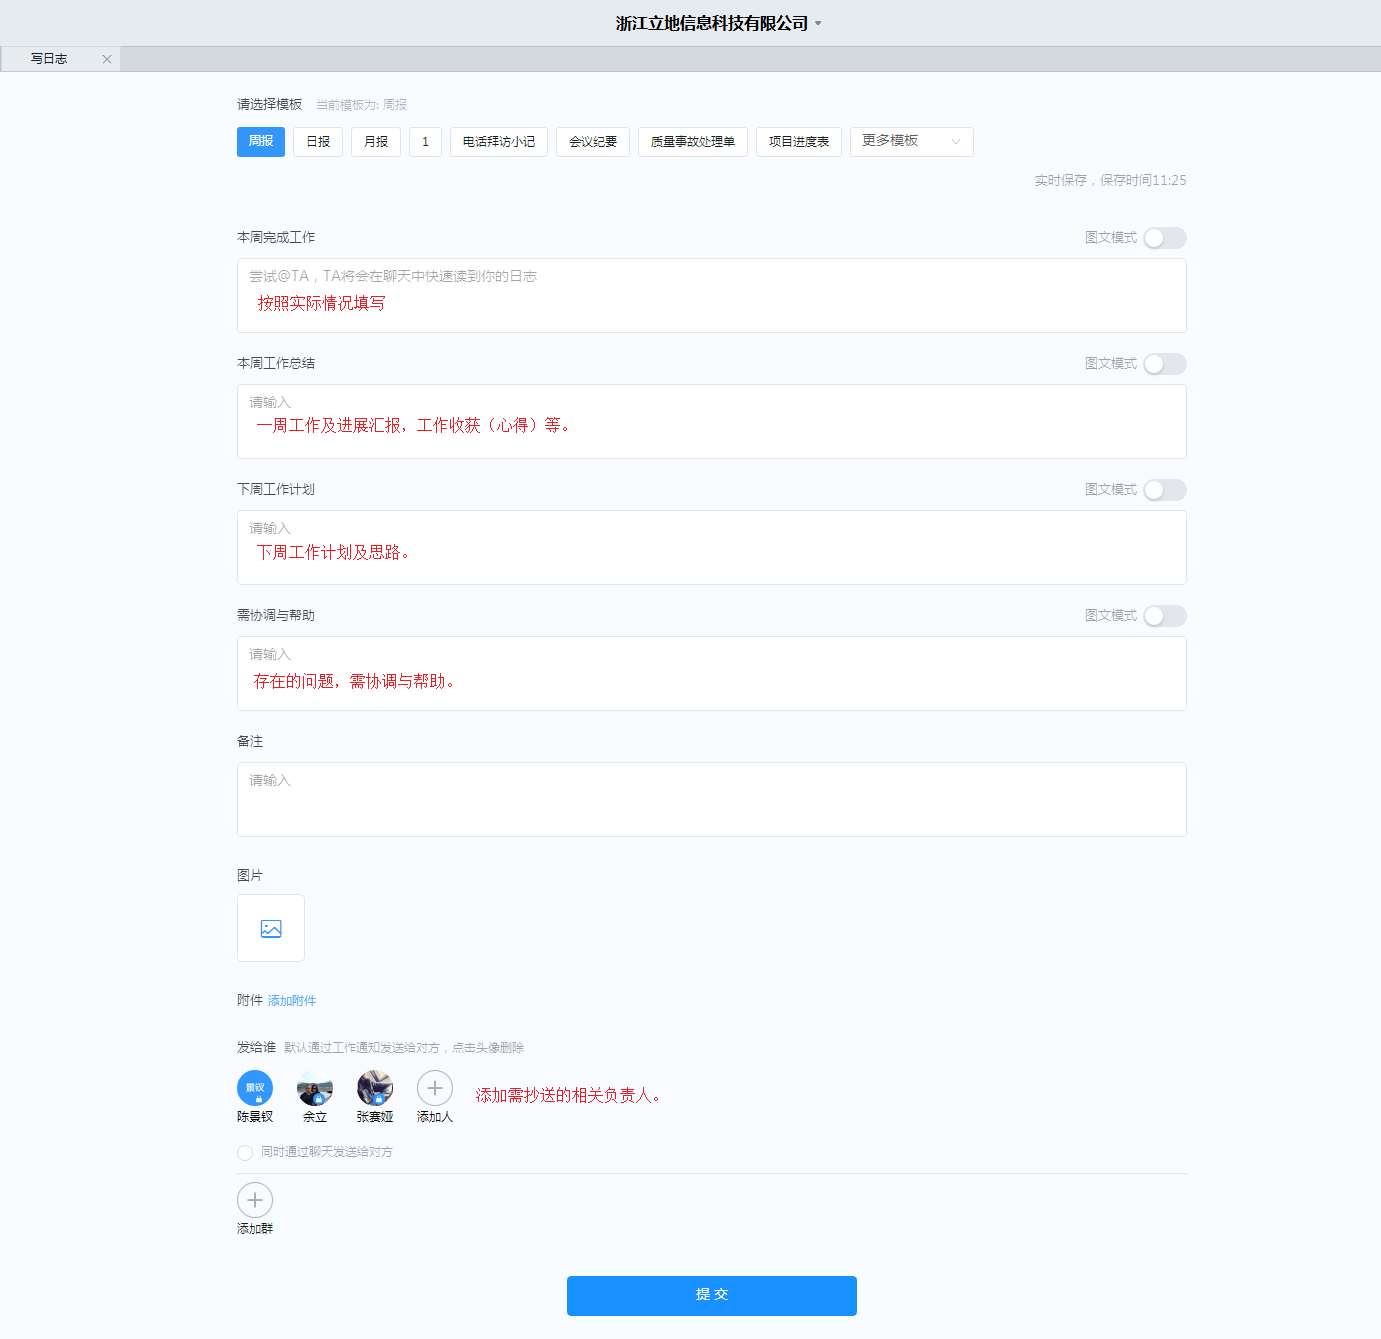 浙江立地信息科技有限公司
写日志
请选择模板 当前模板为: 周报
周报 日报 月报 1 电话拜访小记 会议纪要 质量事故处理单 项目进度表 更多模板
实时保存，保存时间11:25
本周完成工作 图文模式
尝试@TA，TA将会在聊天中快速读到你的日志
按照实际情况填写
本周工作总结 图文模式
请输入
一周工作及进展汇报，工作收获（心得）等。
下周工作计划 图文模式
请输入
下周工作计划及思路。
需协调与帮助 图文模式
请输入
存在的问题，需协调与帮助。
备注
请输入
图片
附件 添加附件
发给谁 默认通过工作通知发送给对方，点击头像删除
景钗
陈景钗 余立 张赛娅 添加人
添加需抄送的相关负责人。
同时通过聊天发送给对方
添加群
提 交